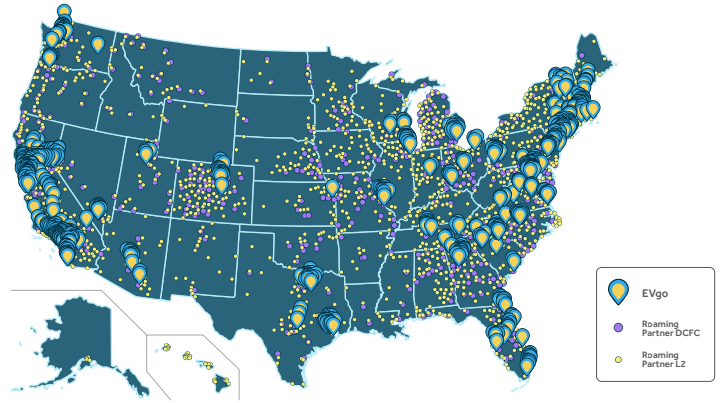 EVgo
Roaming
Partner DCFC
Roaming
Partner L2